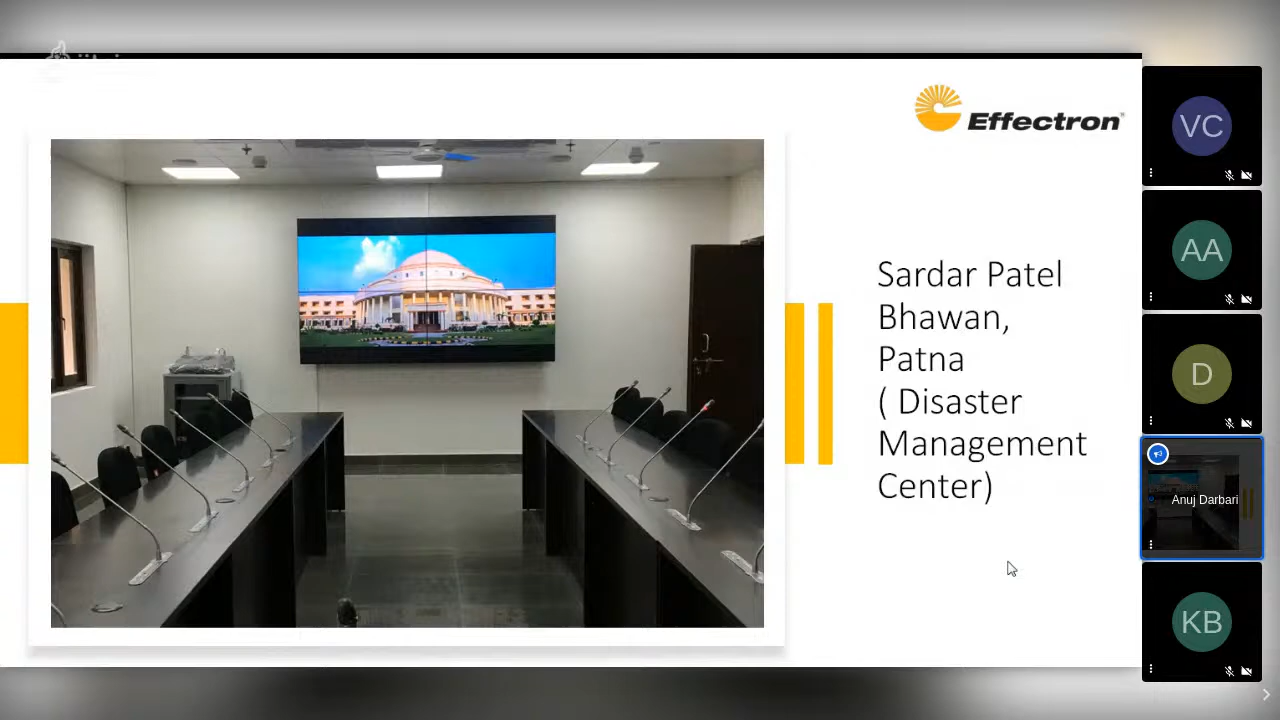 Effectron
Sardar Patel
Bhawan,
Patna
( Disaster
Management
Center)
VC
AA
D
Anuj Darbari
KB